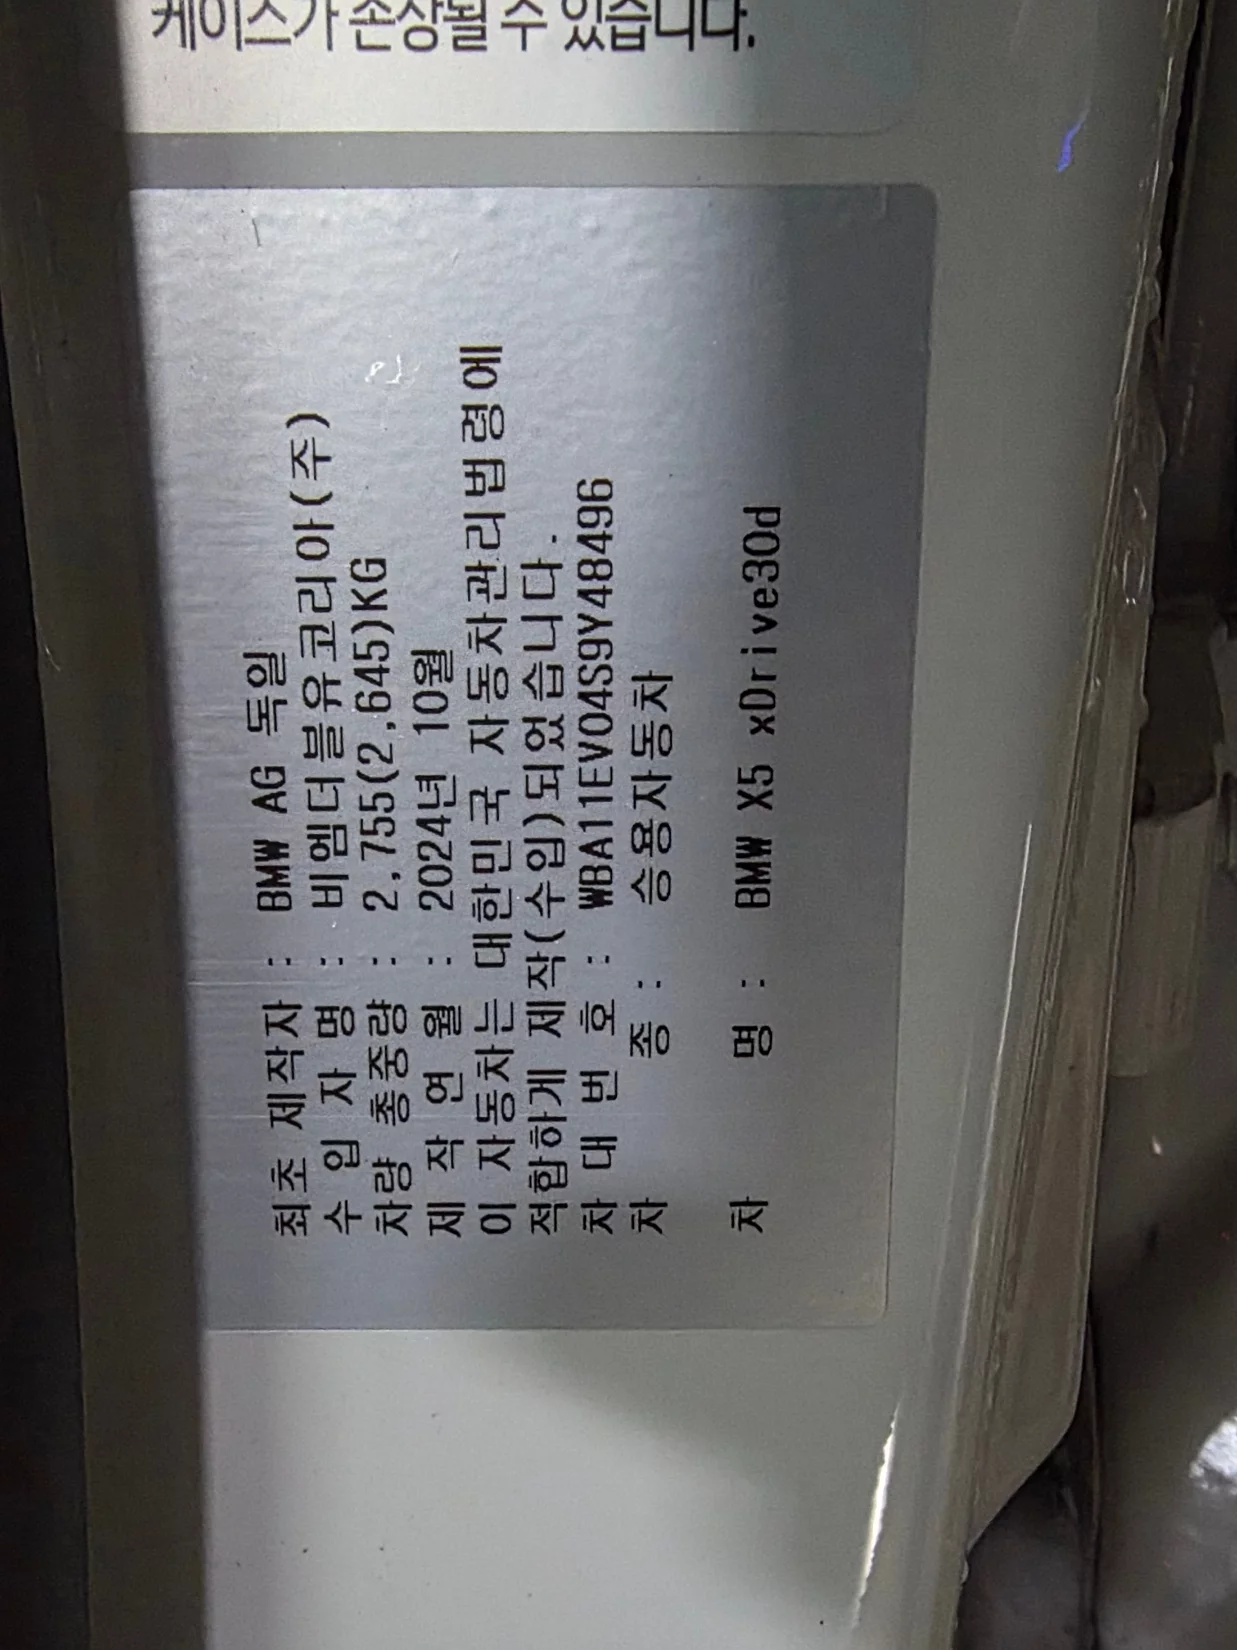 케이스가 손상될 수 있습니다.
최초 제작자 : BMW AG 독일
수 입 자 명 : 비엠더블유코리아(주)
차량 총중량 : 2,755(2,645)KG
제 작 연 월 : 2024년 10월
이 자동차는 대한민국 자동차관리법령에
적합하게 제작(수입)되었습니다.
차 대 번 호 : WBA11EV04S9Y48496
차 종 : 승용자동차
차 명 : BMW X5 xDrive30d